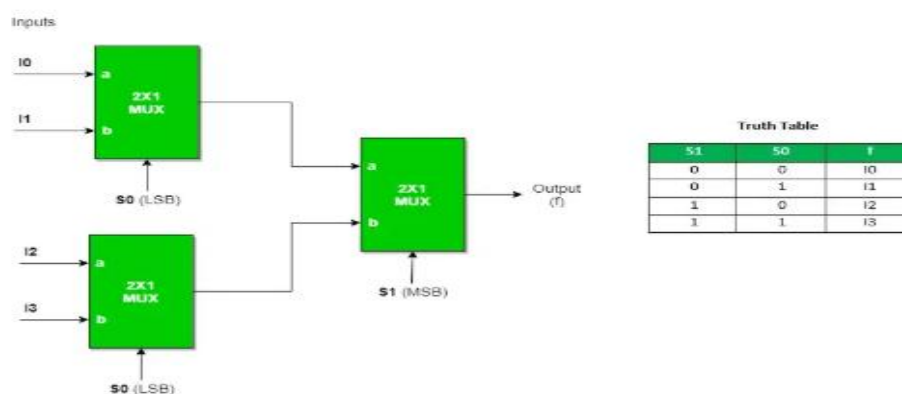 Inputs
I0
a
2X1
MUX
I1
b
S0 (LSB)
a
2X1
MUX
b
Output
(f)
S1 (MSB)
I2
a
2X1
MUX
I3
b
S0 (LSB)
Truth Table
S1 S0 f
0 0 I0
0 1 I1
1 0 I2
1 1 I3